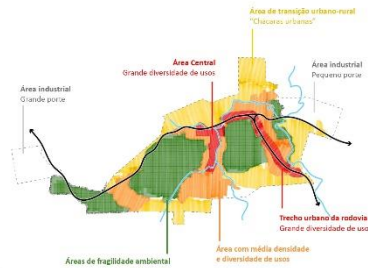 Área de transição urbano-rural
"Chácaras urbanas"
Área Central
Grande diversidade de usos
Área industrial
Grande porte
Área industrial
Pequeno porte
Trecho urbano da rodovia
Grande diversidade de uso
Área com média densidade
e diversidade de usos
Áreas de fragilidade ambiental